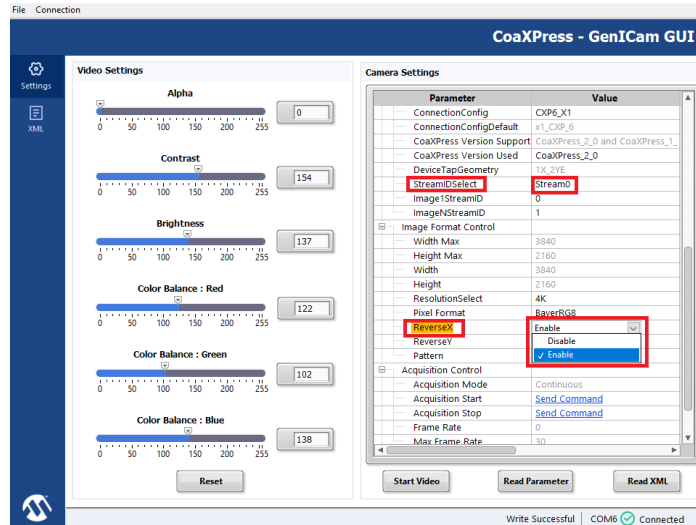 File Connection
CoaXPress - GenICam GUI
Settings
XML
Video Settings
Alpha
0 50 100 150 200 255
0
Contrast
0 50 100 150 200 255
154
Brightness
0 50 100 150 200 255
137
Color Balance : Red
0 50 100 150 200 255
122
Color Balance : Green
0 50 100 150 200 255
102
Color Balance : Blue
0 50 100 150 200 255
138
Reset
Camera Settings
Parameter Value
ConnectionConfig CXP6_X1
ConnectionConfigDefault x1_CXP_6
CoaXPress Version Support CoaXPress_2_0 and CoaXPress_1_
CoaXPress Version Used CoaXPress_2_0
DeviceTapGeometry 1X_2YE
StreamIDSelect Stream0
Image1StreamID 0
ImageNStreamID 1
Image Format Control
Width Max 3840
Height Max 2160
Width 3840
Height 2160
ResolutionSelect 4K
Pixel Format BayerRG8
ReverseX Enable
ReverseY Disable
Pattern ✓ Enable
Acquisition Control
Acquisition Mode Continuous
Acquisition Start Send Command
Acquisition Stop Send Command
Frame Rate 0
Max Frame Rate 30
Start Video Read Parameter Read XML
Write Successful COM6 Connected